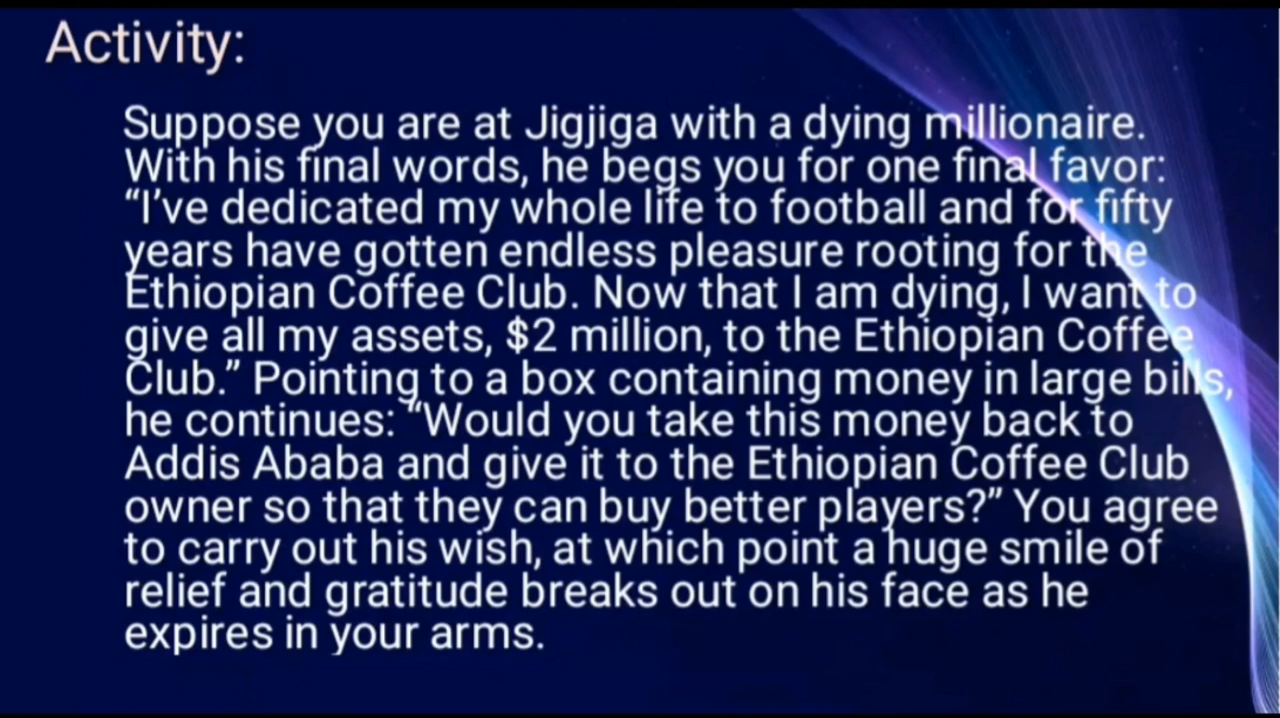 Activity:
Suppose you are at Jigjiga with a dying millionaire.
With his final words, he begs you for one final favor:
“I’ve dedicated my whole life to football and for fifty
years have gotten endless pleasure rooting for the
Ethiopian Coffee Club. Now that I am dying, I want to
give all my assets, $2 million, to the Ethiopian Coffee
Club.” Pointing to a box containing money in large bills,
he continues: “Would you take this money back to
Addis Ababa and give it to the Ethiopian Coffee Club
owner so that they can buy better players?” You agree
to carry out his wish, at which point a huge smile of
relief and gratitude breaks out on his face as he
expires in your arms.